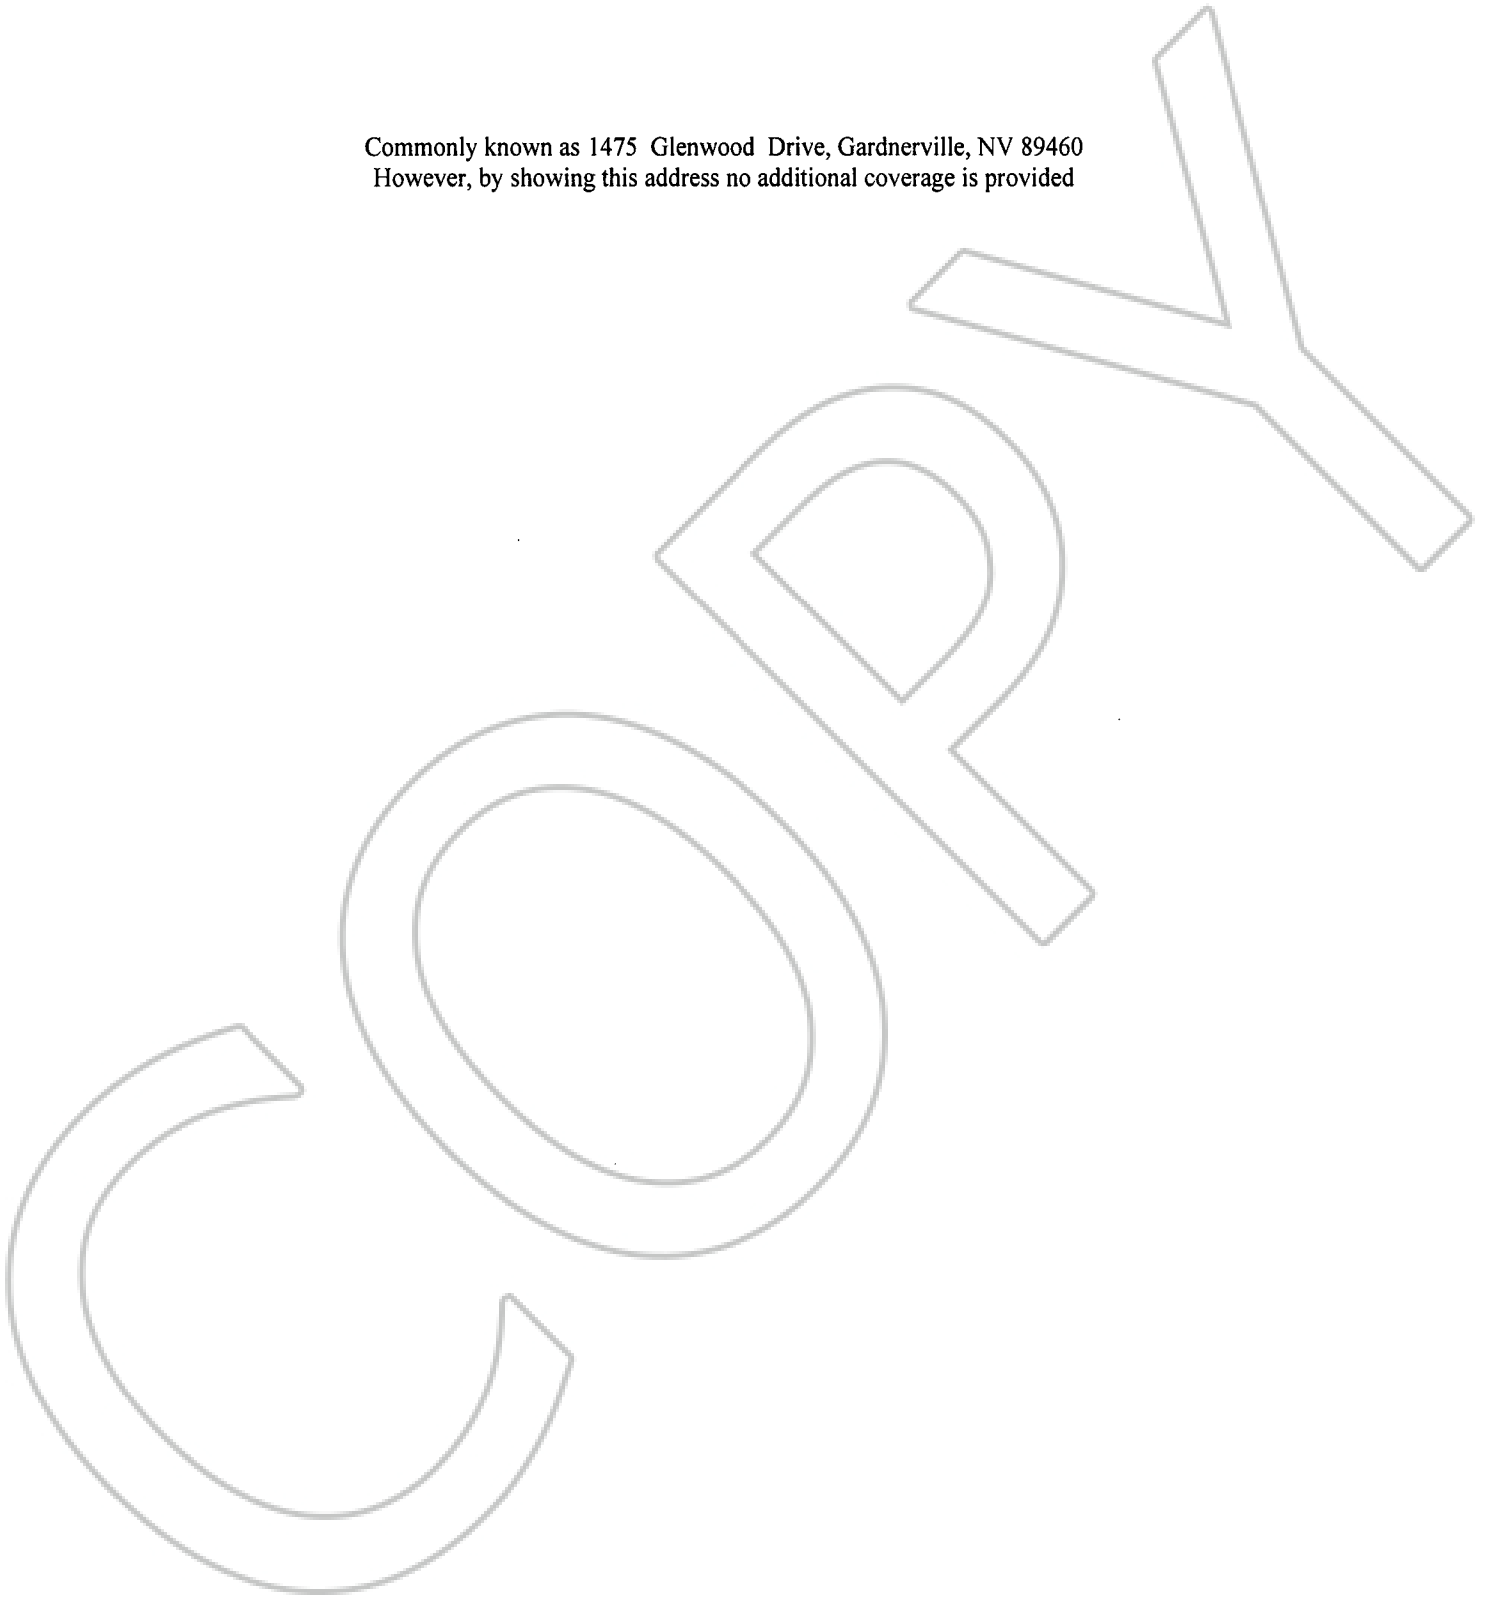 Commonly known as 1475 Glenwood Drive, Gardnerville, NV 89460
However, by showing this address no additional coverage is provided
COPY